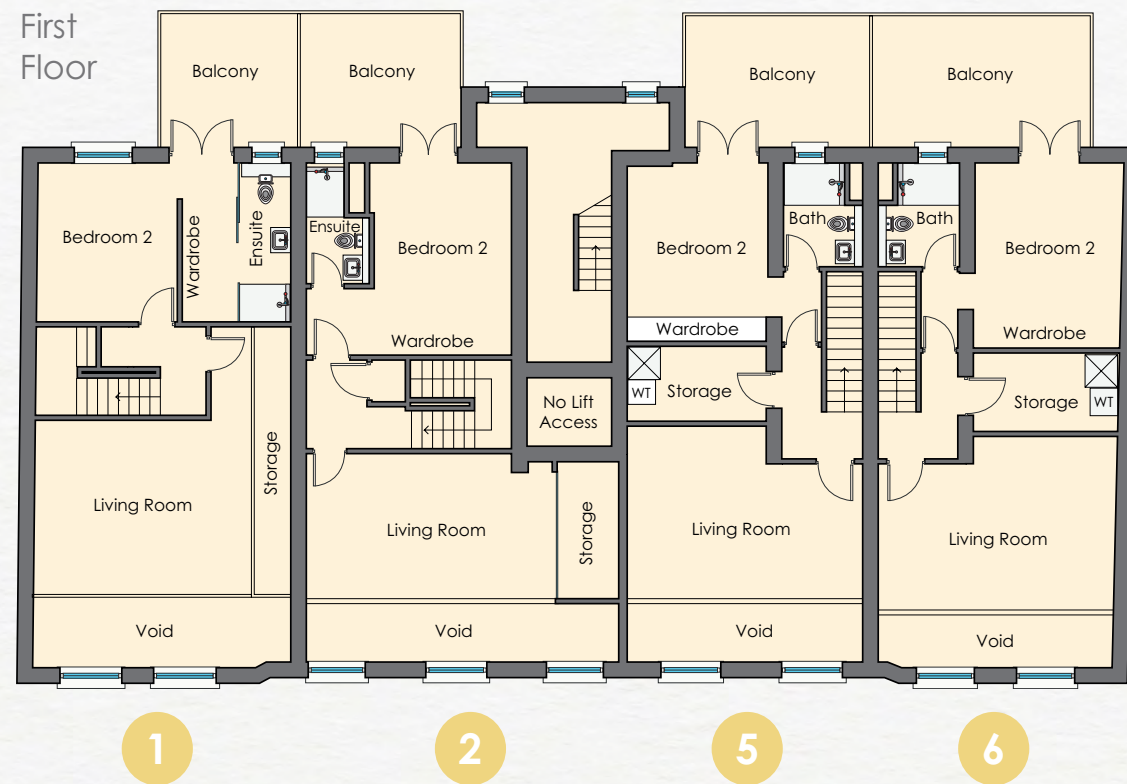 First
Floor
Balcony
Balcony
Balcony
Balcony
Bedroom 2
Wardrobe
Ensuite
Ensuite
Bedroom 2
Wardrobe
Bedroom 2
Bath
Wardrobe
Bath
Bedroom 2
Wardrobe
WT
Storage
Storage
WT
No Lift
Access
Living Room
Storage
Living Room
Storage
Living Room
Living Room
Void
Void
Void
Void
1
2
5
6